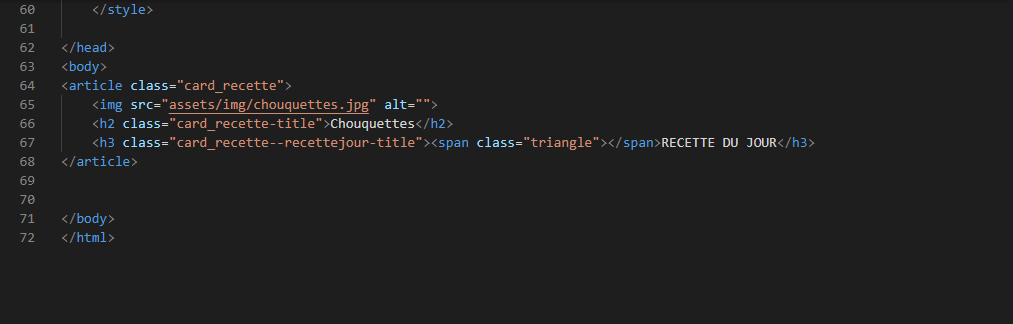 60 </style>
61
62 </head>
63 <body>
64 <article class="card_recette">
65 <img src="assets/img/chouquettes.jpg" alt="">
66 <h2 class="card_recette-title">Chouquettes</h2>
67 <h3 class="card_recette--recettejour-title"><span class="triangle"></span>RECETTE DU JOUR</h3>
68 </article>
69
70
71 </body>
72 </html>